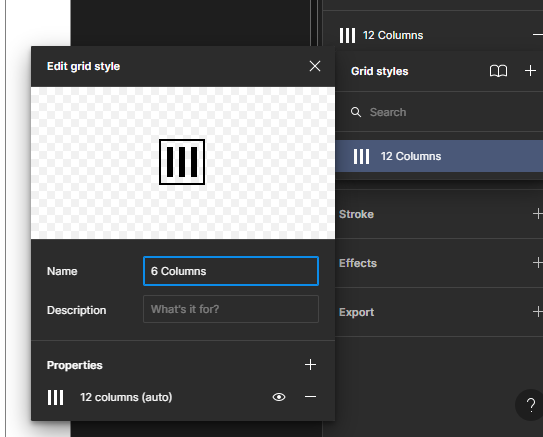 12 Columns
Edit grid style
Grid styles
Search
12 Columns
Stroke
Name
6 Columns
Effects
Description
What's it for?
Export
Properties
12 columns (auto)
?